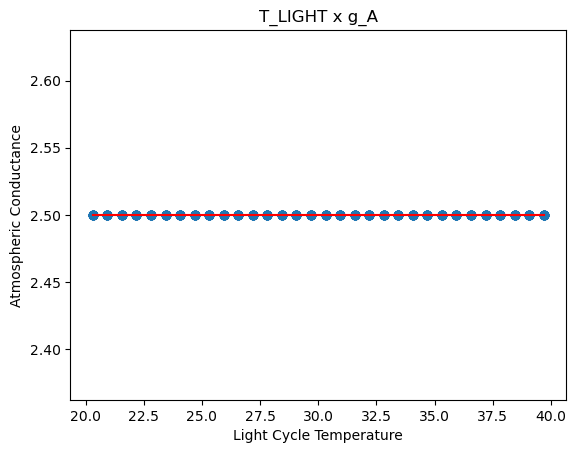 T_LIGHT x g_A
2.60
2.55
2.50
2.45
2.40
Atmospheric Conductance
20.0 22.5 25.0 27.5 30.0 32.5 35.0 37.5 40.0
Light Cycle Temperature